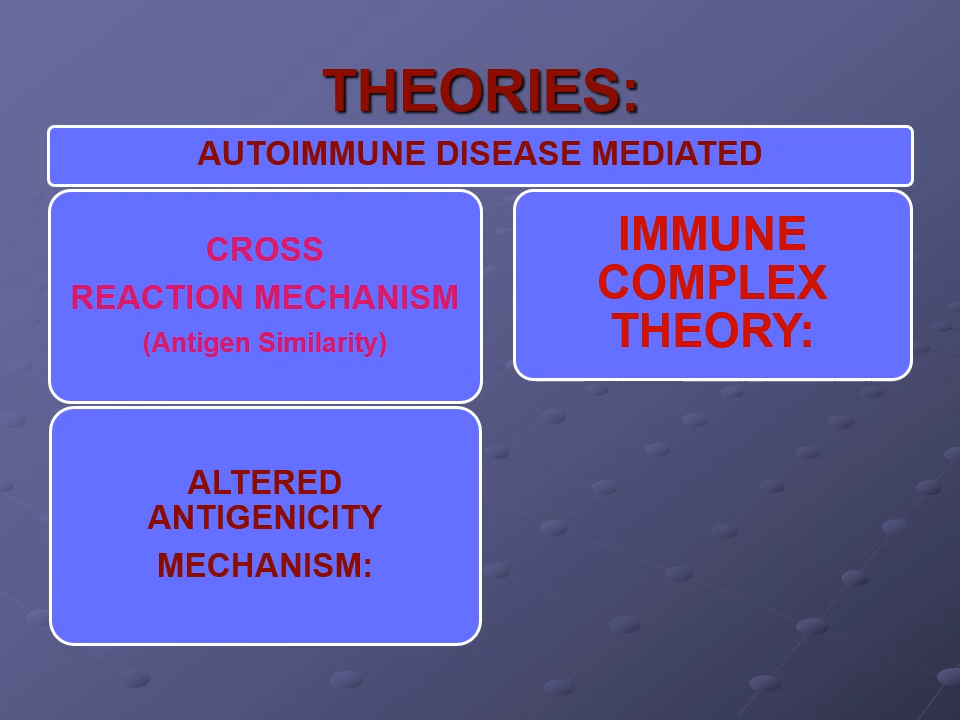 THEORIES:
AUTOIMMUNE DISEASE MEDIATED
CROSS
REACTION MECHANISM
(Antigen Similarity)
IMMUNE
COMPLEX
THEORY:
ALTERED
ANTIGENICITY
MECHANISM: